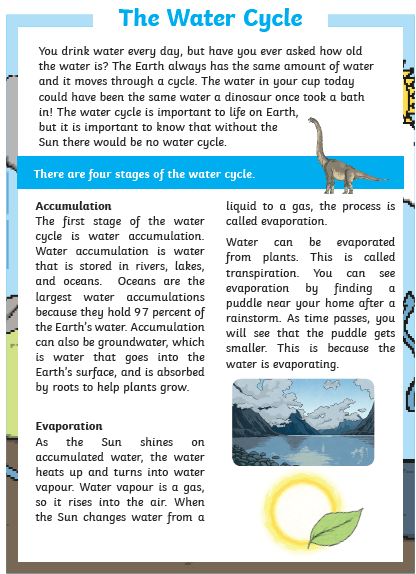 The Water Cycle
You drink water every day, but have you ever asked how old
the water is? The Earth always has the same amount of water
and it moves through a cycle. The water in your cup today
could have been the same water a dinosaur once took a bath
in! The water cycle is important to life on Earth,
but it is important to know that without the
Sun there would be no water cycle.
There are four stages of the water cycle.
Accumulation
The first stage of the water
cycle is water accumulation.
Water accumulation is water
that is stored in rivers, lakes,
and oceans. Oceans are the
largest water accumulations
because they hold 97 percent of
the Earth's water. Accumulation
can also be groundwater, which
is water that goes into the
Earth's surface, and is absorbed
by roots to help plants grow.
Evaporation
As the Sun shines on
accumulated water, the water
heats up and turns into water
vapour. Water vapour is a gas,
so it rises into the air. When
the Sun changes water from a
liquid to a gas, the process is
called evaporation.
Water can be evaporated
from plants. This is called
transpiration. You can see
evaporation by finding a
puddle near your home after a
rainstorm. As time passes, you
will see that the puddle gets
smaller. This is because the
water is evaporating.